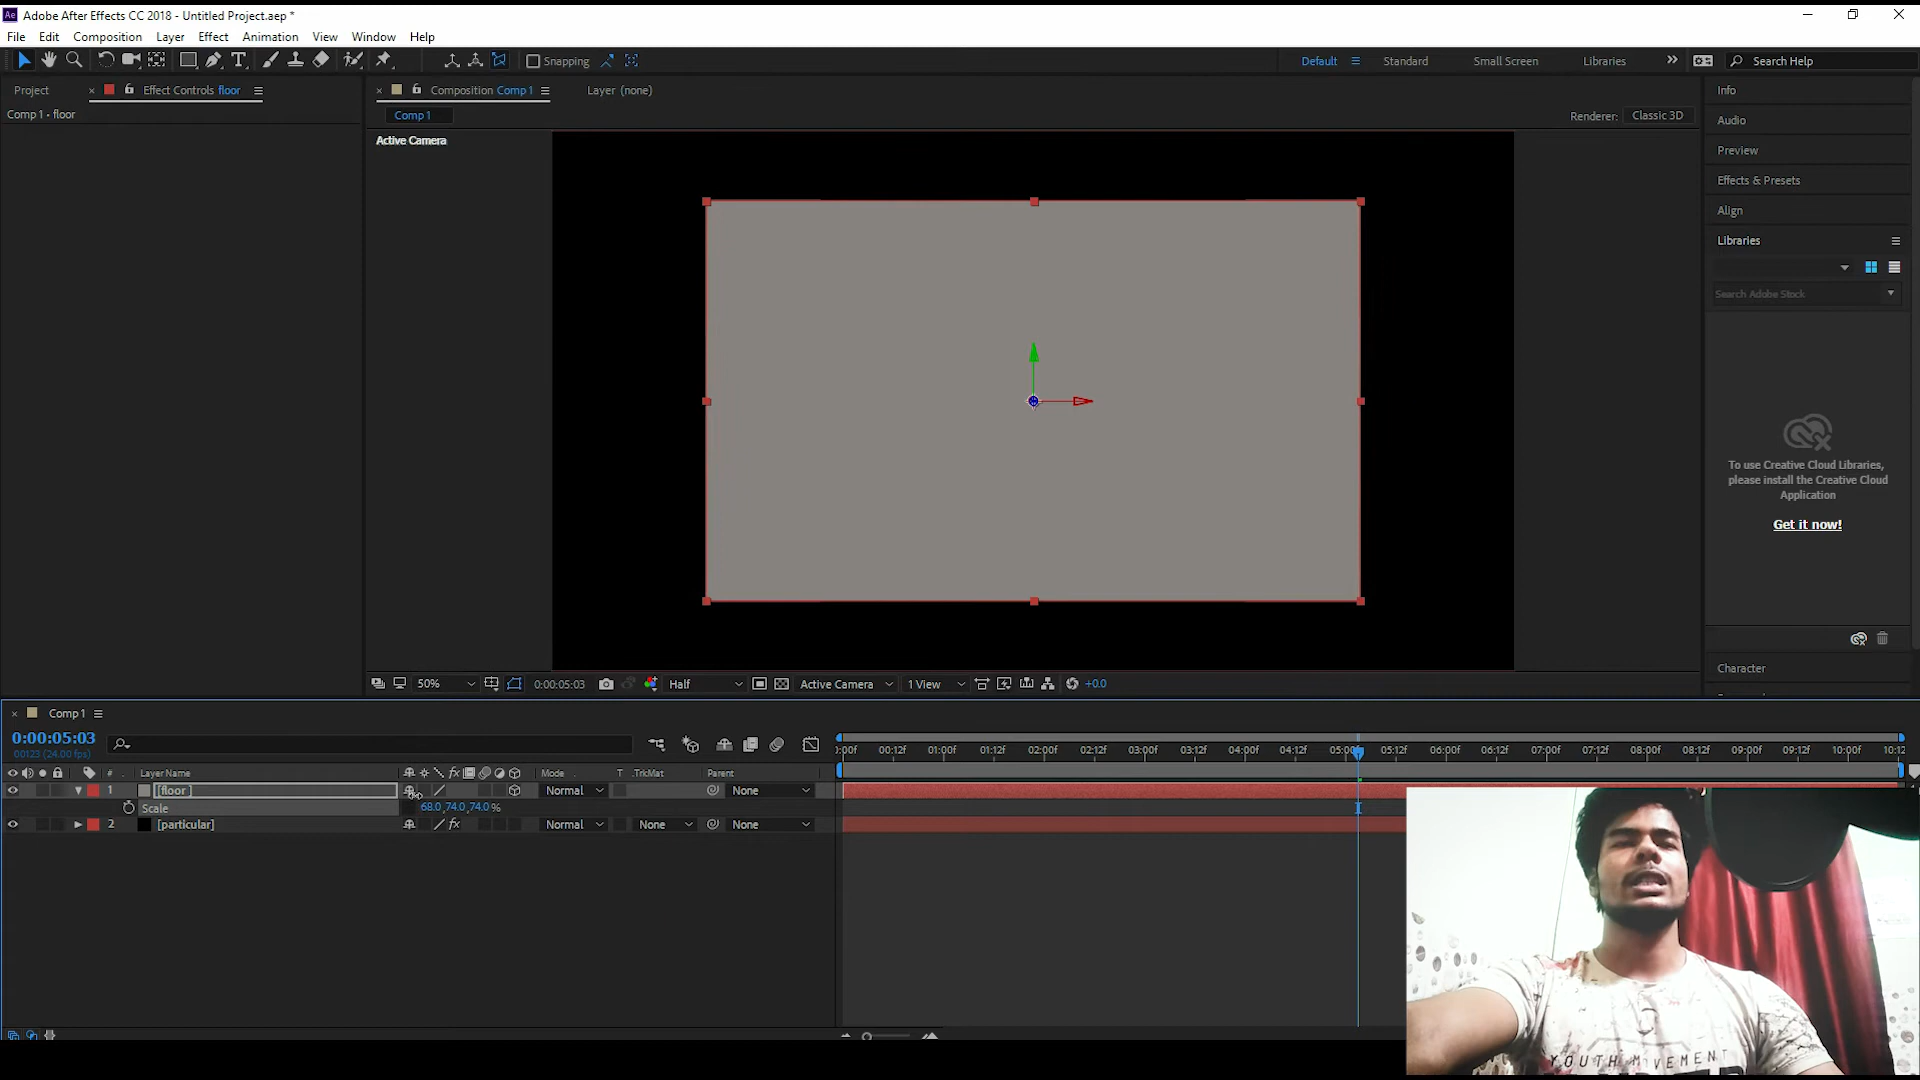 Adobe After Effects CC 2018 - Untitled Project.aep *
File Edit Composition Layer Effect Animation View Window Help
Snapping Default Standard Small Screen Libraries Search Help
Project Effect Controls floor Composition Comp 1 Layer (none) Info
Comp 1 • floor Comp 1 Renderer: Classic 3D Audio
Active Camera
Preview
Effects & Presets
Align
Libraries
Search Adobe Stock
To use Creative Cloud Libraries,
please install the Creative Cloud
Application
Get it now!
Character
50% 0:00:05:03 Half Active Camera 1 View +0.0
Comp 1
0:00:05:03
00123 (24.00 fps)
:00f 00:12f 01:00f 01:12f 02:00f 02:12f 03:00f 03:12f 04:00f 04:12f 05:00f 05:12f 06:00f 06:12f 07:00f 07:12f 08:00f 08:12f 09:00f 09:12f 10:00f 10:12
# Layer Name Mode T .TrkMat Parent
1 [floor ] Normal None
Scale 68.0,74.0,74.0%
2 [particular] Normal None None
YOUTH MOVEMENT